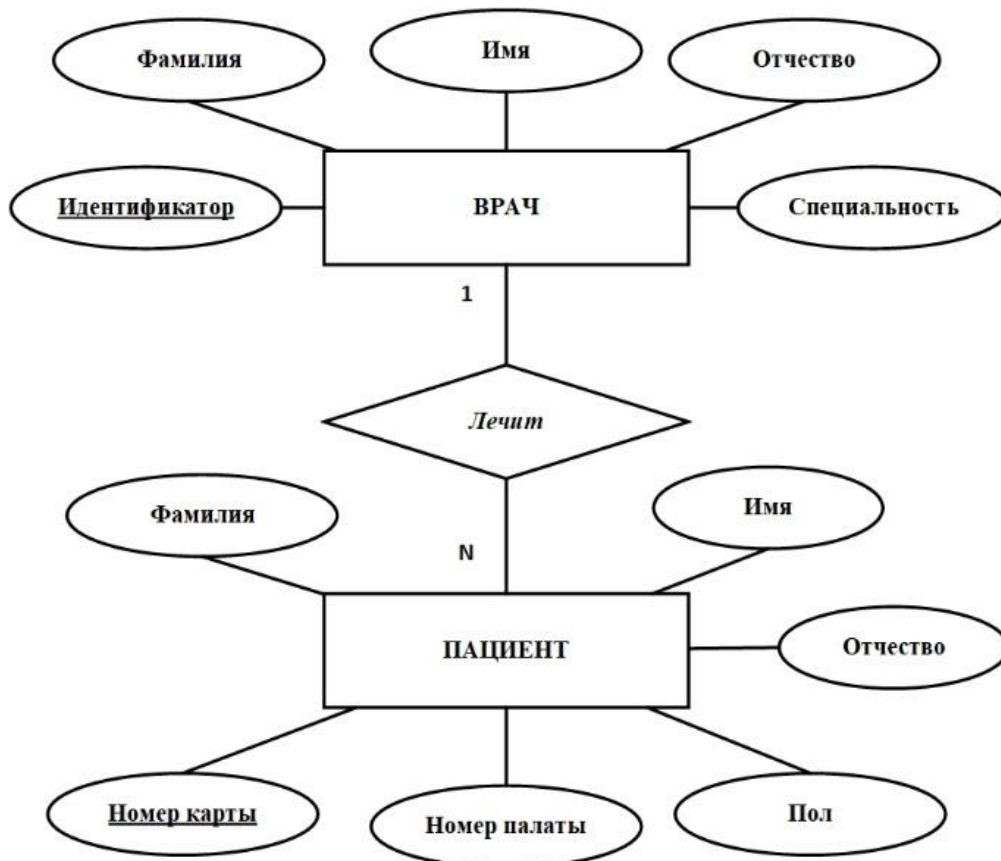 Фамилия
Имя
Отчество
Идентификатор
ВРАЧ
Специальность
1
Лечит
Фамилия
Имя
N
ПАЦИЕНТ
Отчество
Номер карты
Номер палаты
Пол